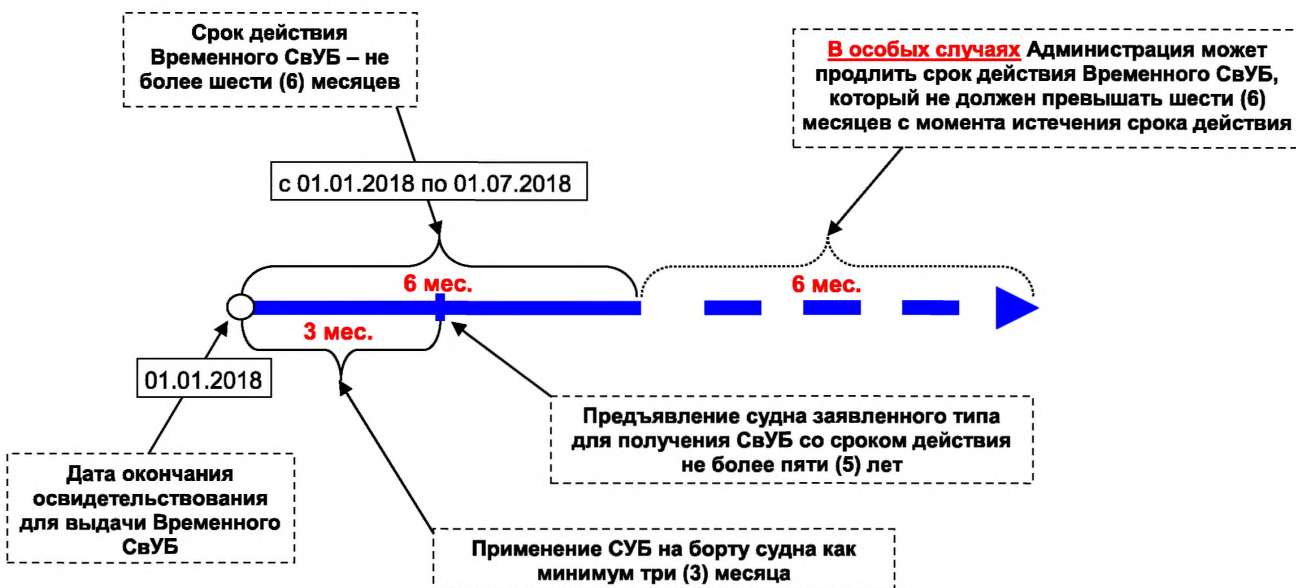 Срок действия
Временного СвУБ – не
более шести (6) месяцев
В особых случаях Администрация может
продлить срок действия Временного СвУБ,
который не должен превышать шести (6)
месяцев с момента истечения срока действия
с 01.01.2018 по 01.07.2018
6 мес.
6 мес.
3 мес.
01.01.2018
Предъявление судна заявленного типа
для получения СвУБ со сроком действия
не более пяти (5) лет
Дата окончания
освидетельствования
для выдачи Временного
СвУБ
Применение СУБ на борту судна как
минимум три (3) месяца